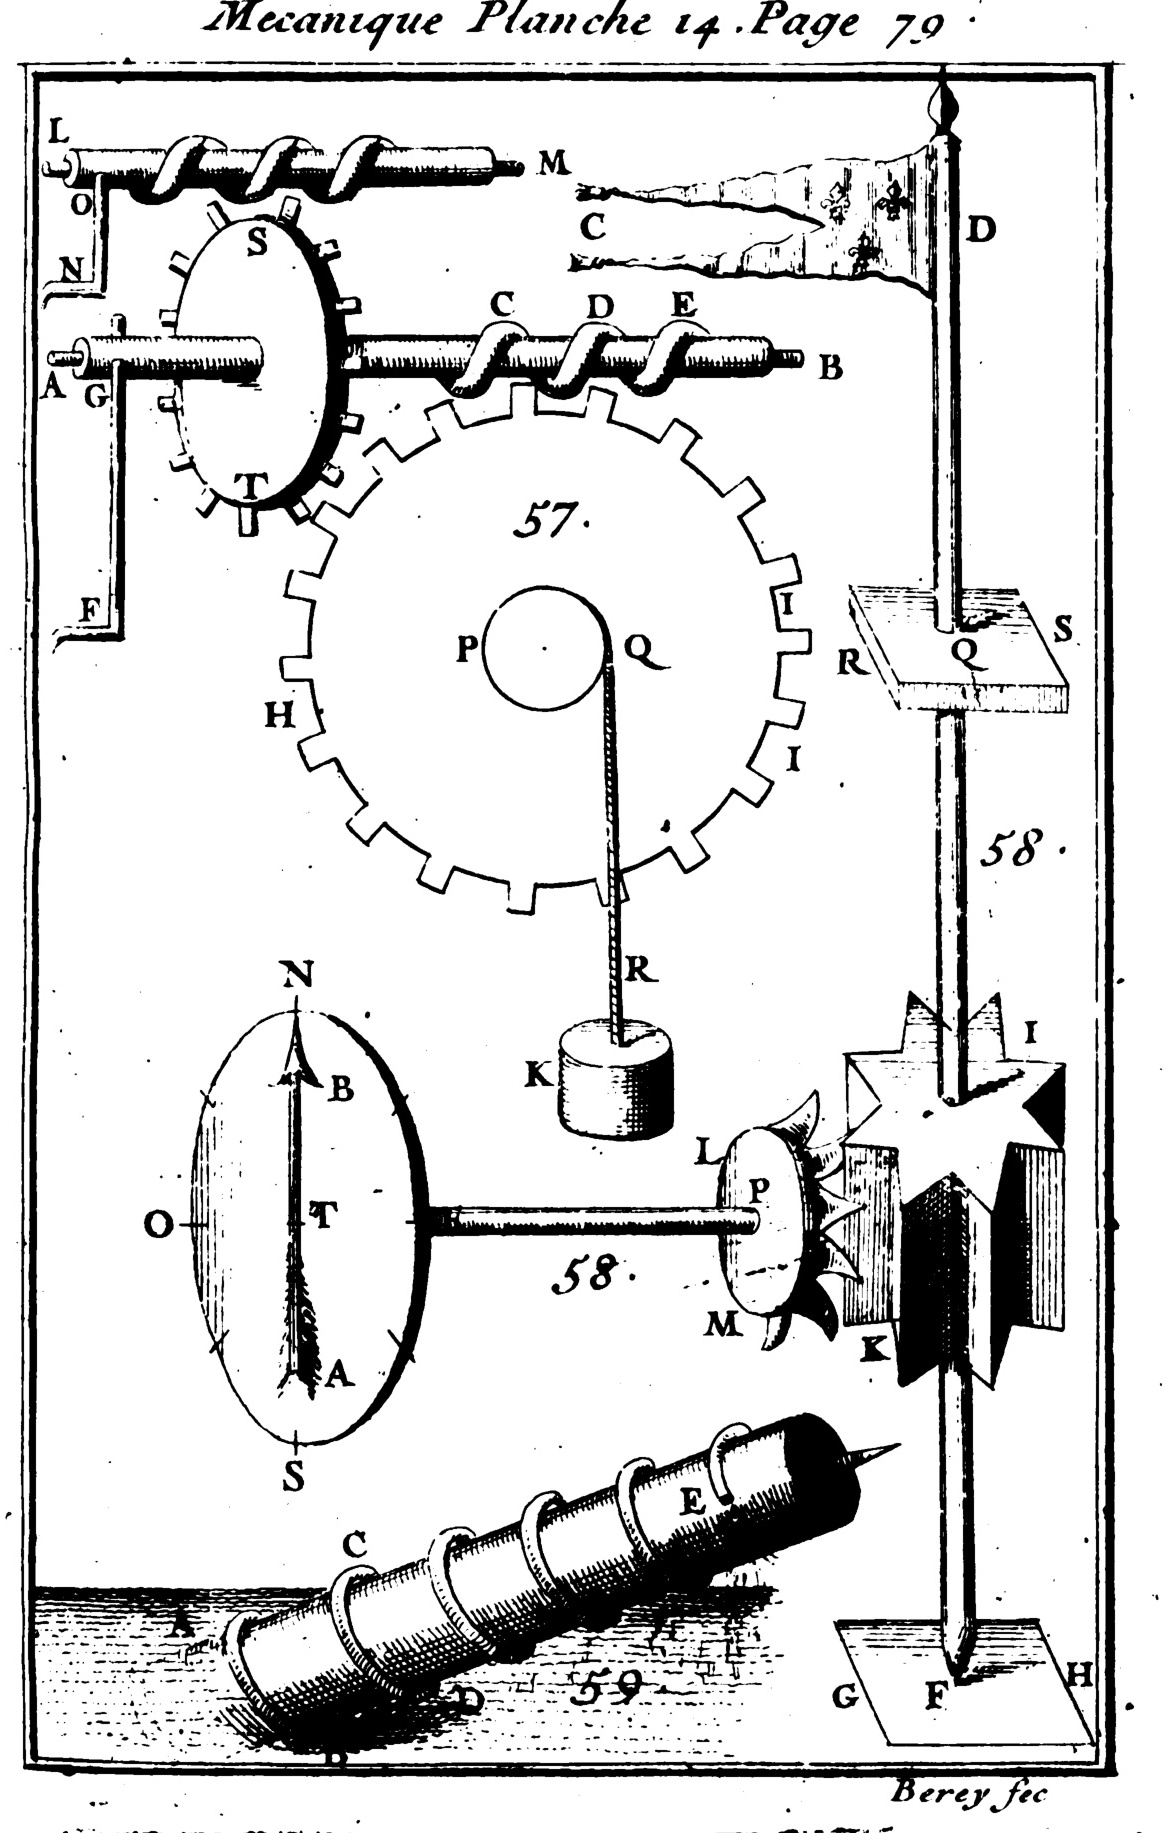 Mecanique Planche 14. Page 79.
L
M
O
N
S
C
D
C D E
A G
B
T
57.
F
I
P Q
R Q S
H
I
58.
R
N
K
I
B
L
P
O T
58.
M
K
A
S
E
C
A
59
D
G F H
B
Berey fec